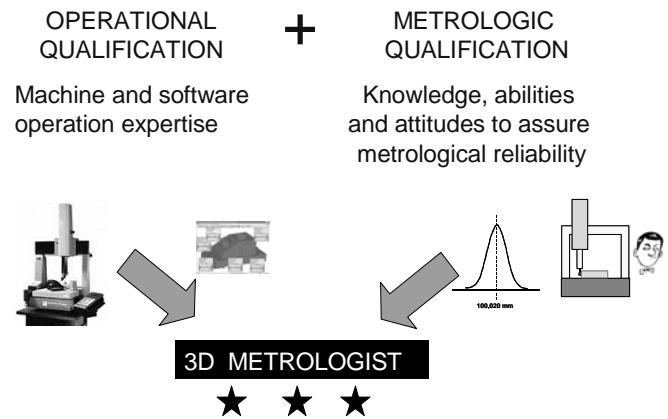 OPERATIONAL
QUALIFICATION
+
METROLOGIC
QUALIFICATION
Machine and software
operation expertise
Knowledge, abilities
and attitudes to assure
metrological reliability
100,020 mm
3D METROLOGIST